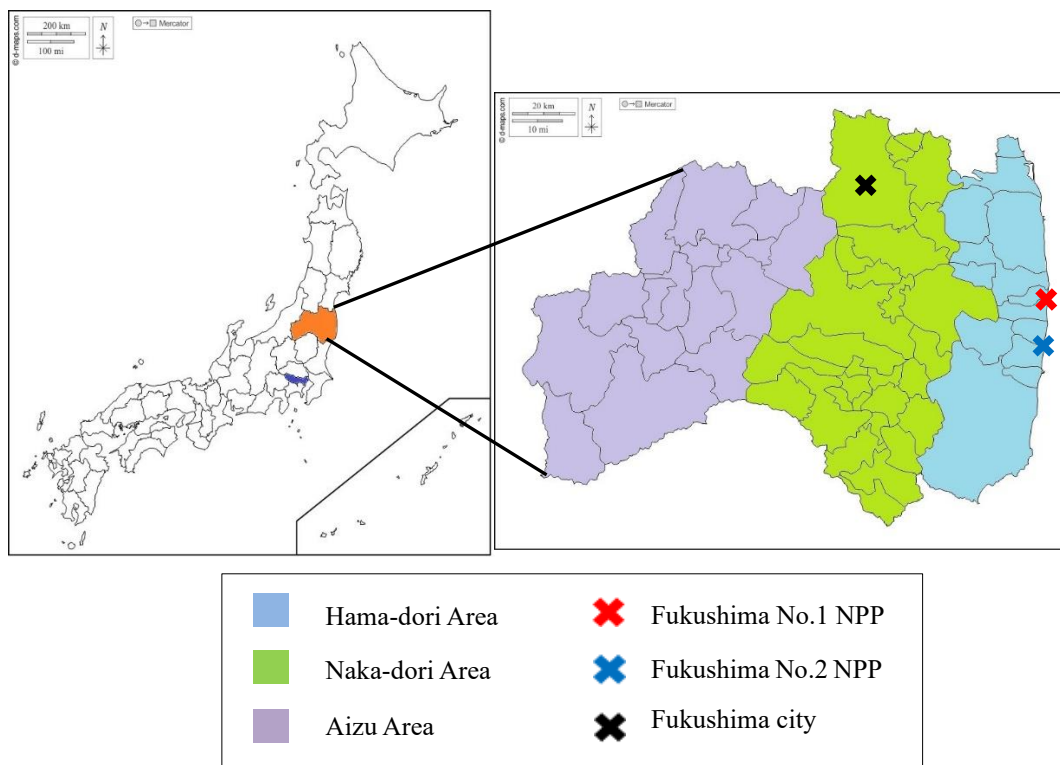 200 km
100 mi
N
Mercator
© d-maps.com
20 km
10 mi
N
Mercator
© d-maps.com
Hama-dori Area
Naka-dori Area
Aizu Area
Fukushima No.1 NPP
Fukushima No.2 NPP
Fukushima city